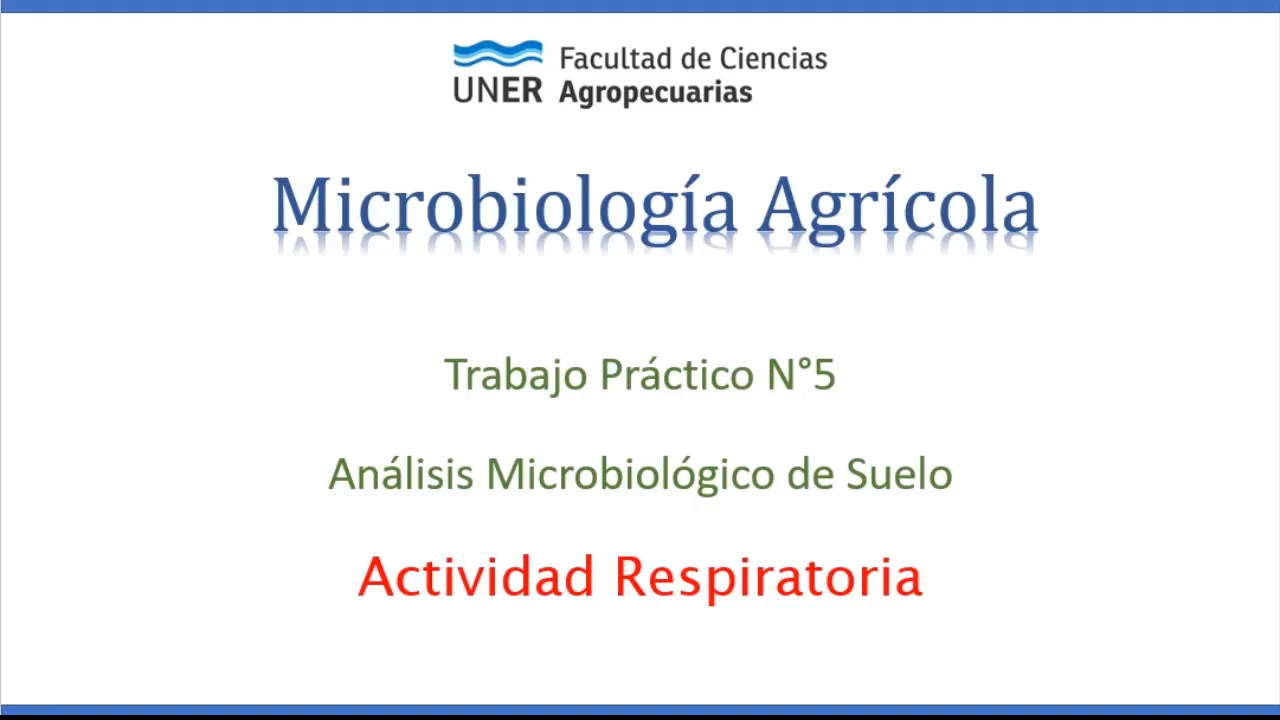 UNER Facultad de Ciencias
Agropecuarias
Microbiología Agrícola
Trabajo Práctico N°5
Análisis Microbiológico de Suelo
Actividad Respiratoria